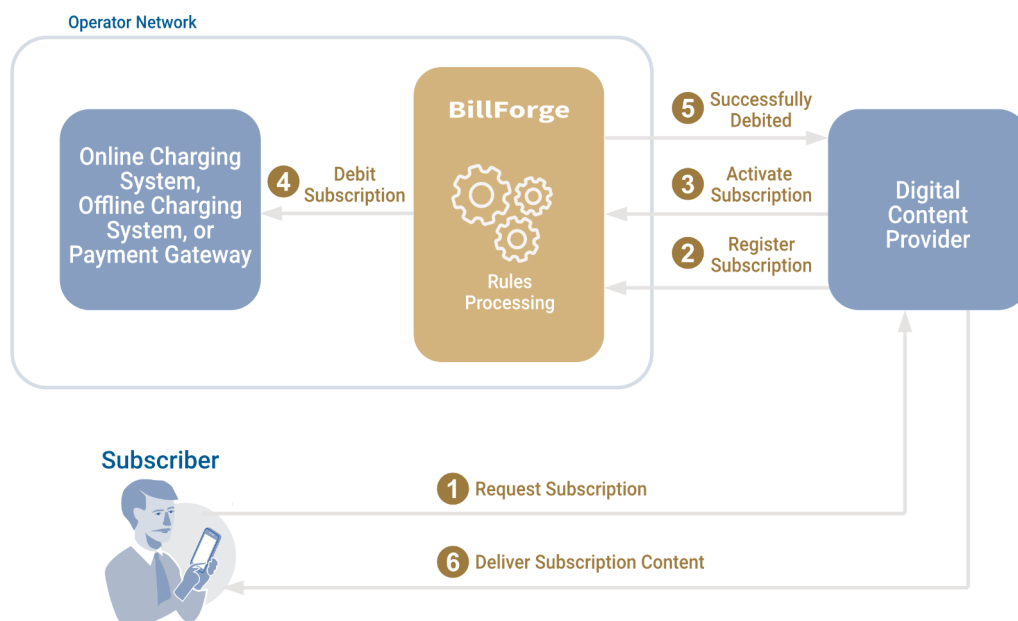 Operator Network
BillForge
5 Successfully
Debited
Online Charging
System,
Offline Charging
System, or
Payment Gateway
4 Debit
Subscription
3 Activate
Subscription
Digital
Content
Provider
2 Register
Subscription
Rules
Processing
Subscriber
1 Request Subscription
6 Deliver Subscription Content